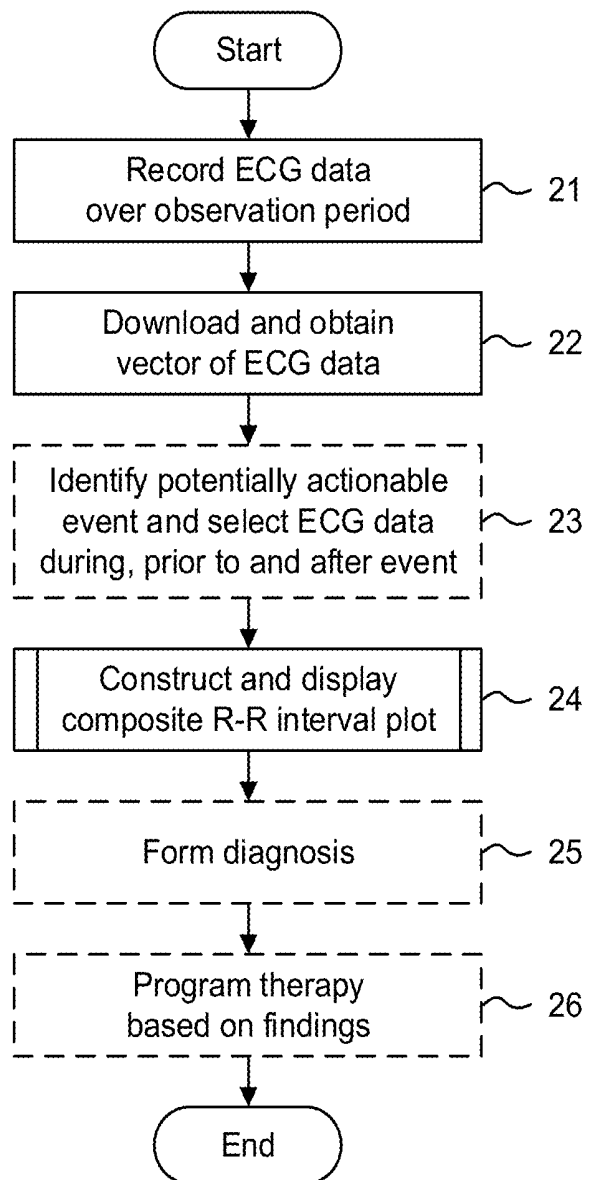 Start
Record ECG data
over observation period
21
Download and obtain
vector of ECG data
22
Identify potentially actionable
event and select ECG data
during, prior to and after event
23
Construct and display
composite R-R interval plot
24
Form diagnosis
25
Program therapy
based on findings
26
End